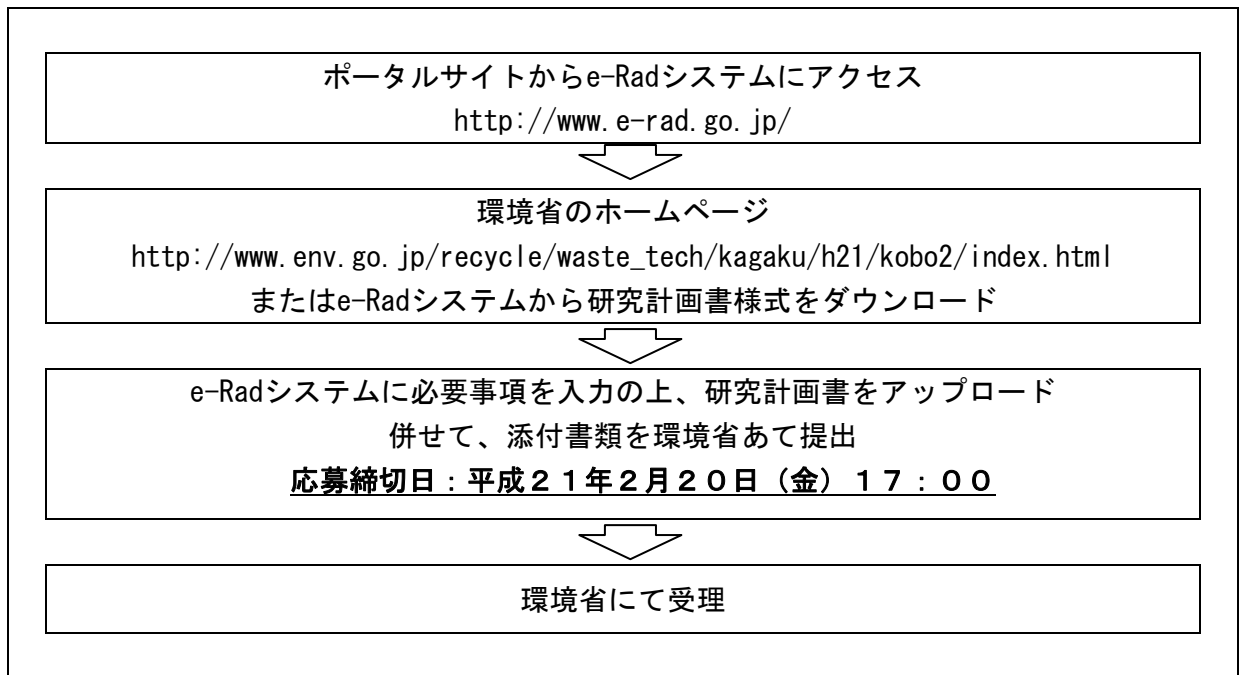 ポータルサイトからe-Radシステムにアクセス
http://www.e-rad.go.jp/
環境省のホームページ
http://www.env.go.jp/recycle/waste_tech/kagaku/h21/kobo2/index.html
またはe-Radシステムから研究計画書様式をダウンロード
e-Radシステムに必要事項を入力の上、研究計画書をアップロード
併せて、添付書類を環境省あて提出
応募締切日：平成２１年２月２０日（金）１７：００
環境省にて受理